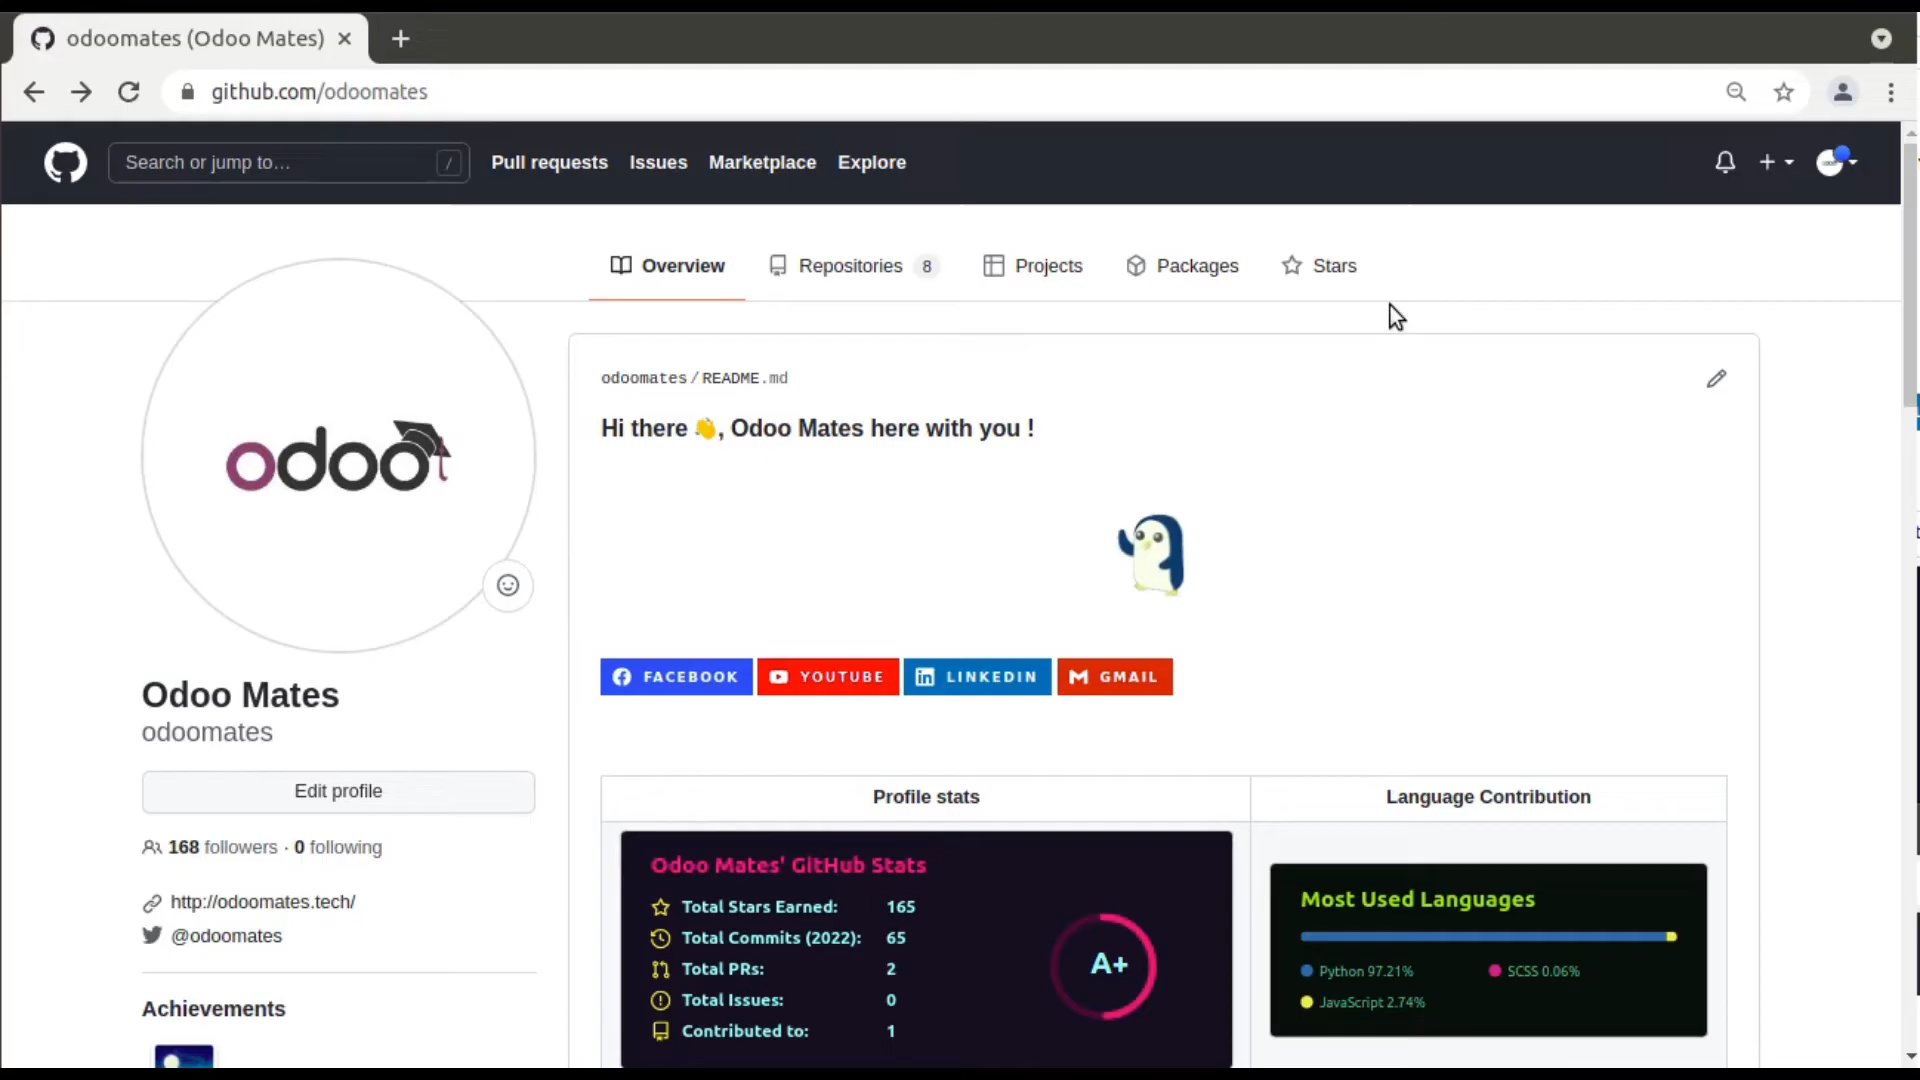 odoomates (Odoo Mates)
github.com/odoomates
Search or jump to... /
Pull requests Issues Marketplace Explore
Overview Repositories 8 Projects Packages Stars
odoo
Odoo Mates
odoomates
Edit profile
168 followers · 0 following
http://odoomates.tech/
@odoomates
Achievements
odoomates/README.md
Hi there 👋, Odoo Mates here with you !
FACEBOOK YOUTUBE LINKEDIN GMAIL
Profile stats Language Contribution
Odoo Mates' GitHub Stats
Total Stars Earned: 165
Total Commits (2022): 65
Total PRs: 2
Total Issues: 0
Contributed to: 1
A+
Most Used Languages
Python 97.21% SCSS 0.06%
JavaScript 2.74%